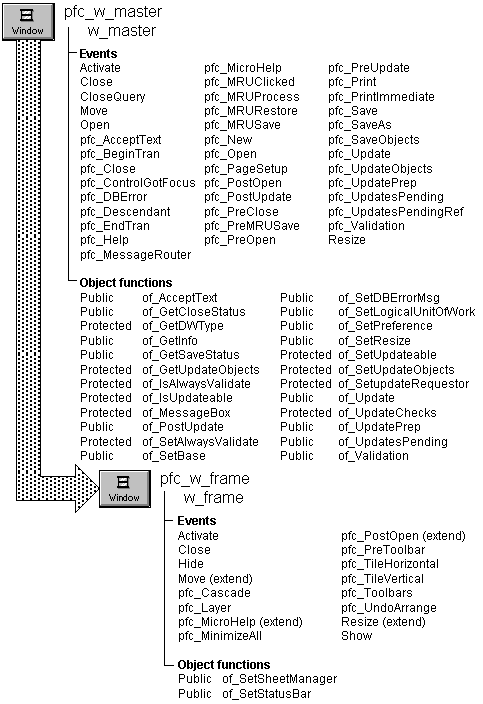 Window
pfc_w_master
w_master
Events
Activate pfc_MicroHelp pfc_PreUpdate
Close pfc_MRUClicked pfc_Print
CloseQuery pfc_MRUProcess pfc_PrintImmediate
Move pfc_MRURestore pfc_Save
Open pfc_MRUSave pfc_SaveAs
pfc_AcceptText pfc_New pfc_SaveObjects
pfc_BeginTran pfc_Open pfc_Update
pfc_Close pfc_PageSetup pfc_UpdateObjects
pfc_ControlGotFocus pfc_PostOpen pfc_UpdatePrep
pfc_DBError pfc_PostUpdate pfc_UpdatesPending
pfc_Descendant pfc_PreClose pfc_UpdatesPendingRef
pfc_EndTran pfc_PreMRUSave pfc_Validation
pfc_Help pfc_PreOpen Resize
pfc_MessageRouter
Object functions
Public of_AcceptText Public of_SetDBErrorMsg
Public of_GetCloseStatus Public of_SetLogicalUnitOfWork
Protected of_GetDWType Public of_SetPreference
Public of_GetInfo Public of_SetResize
Public of_GetSaveStatus Protected of_SetUpdateable
Protected of_GetUpdateObjects Protected of_SetUpdateObjects
Protected of_IsAlwaysValidate Protected of_SetupdateRequestor
Protected of_IsUpdateable Public of_Update
Protected of_MessageBox Protected of_UpdateChecks
Public of_PostUpdate Public of_UpdatePrep
Protected of_SetAlwaysValidate Public of_UpdatesPending
Public of_SetBase Public of_Validation
Window
pfc_w_frame
w_frame
Events
Activate pfc_PostOpen (extend)
Close pfc_PreToolbar
Hide pfc_TileHorizontal
Move (extend) pfc_TileVertical
pfc_Cascade pfc_Toolbars
pfc_Layer pfc_UndoArrange
pfc_MicroHelp (extend) Resize (extend)
pfc_MinimizeAll Show
Object functions
Public of_SetSheetManager
Public of_SetStatusBar